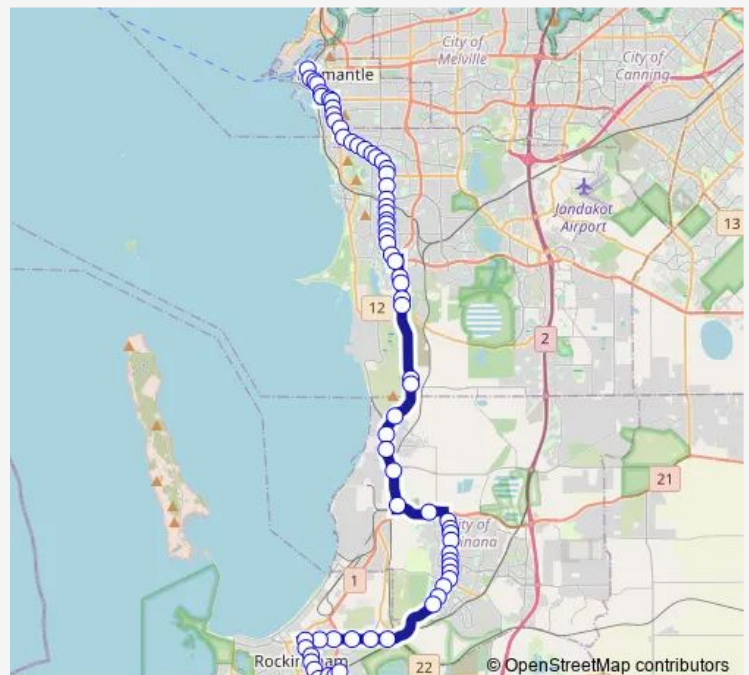 mantle
City of
Melville
City of
Canning
Jandakot
Airport
13
12
2
21
City of
inana
1
Rockingham
22
© OpenStreetMap contributors